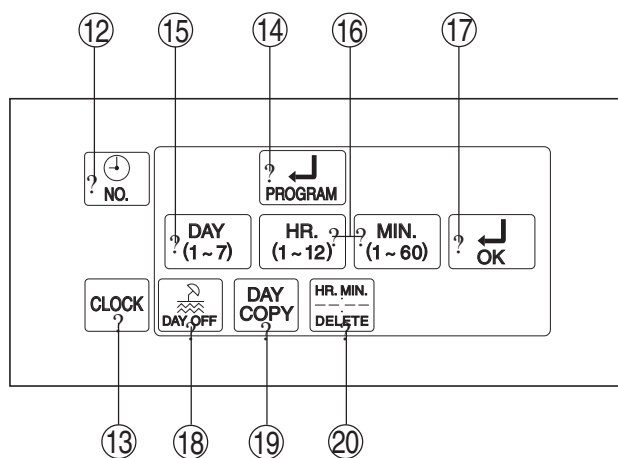 ⑫ ⑮ ⑭ ⑯ ⑰
? NO.
? PROGRAM
? DAY
(1~7)
HR. ?
(1~12)
? MIN.
(1~60)
? OK
CLOCK
?
DAY OFF
?
DAY
COPY
?
HR. MIN.
DELETE
?
⑬ ⑱ ⑲ ⑳